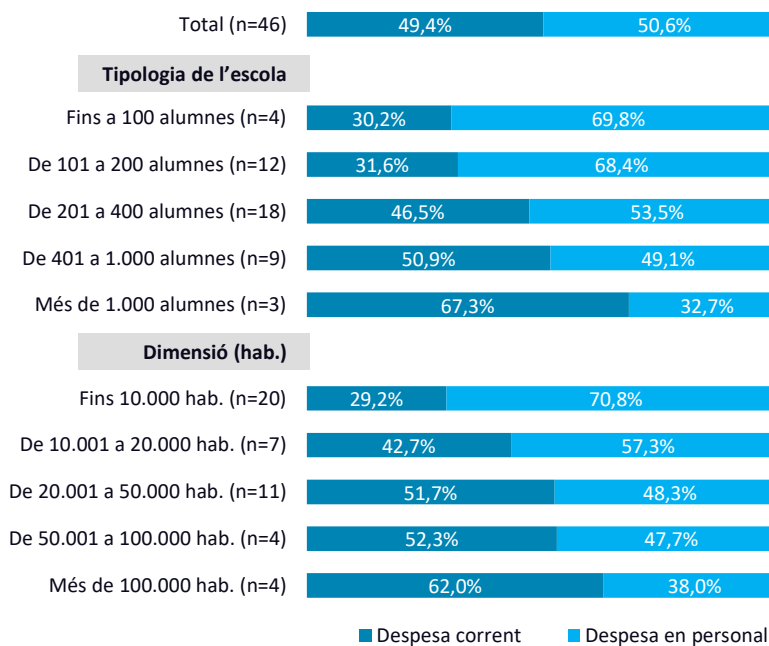 Total (n=46) 49,4% 50,6%
Tipologia de l’escola
Fins a 100 alumnes (n=4) 30,2% 69,8%
De 101 a 200 alumnes (n=12) 31,6% 68,4%
De 201 a 400 alumnes (n=18) 46,5% 53,5%
De 401 a 1.000 alumnes (n=9) 50,9% 49,1%
Més de 1.000 alumnes (n=3) 67,3% 32,7%
Dimensió (hab.)
Fins 10.000 hab. (n=20) 29,2% 70,8%
De 10.001 a 20.000 hab. (n=7) 42,7% 57,3%
De 20.001 a 50.000 hab. (n=11) 51,7% 48,3%
De 50.001 a 100.000 hab. (n=4) 52,3% 47,7%
Més de 100.000 hab. (n=4) 62,0% 38,0%
Despesa corrent Despesa en personal